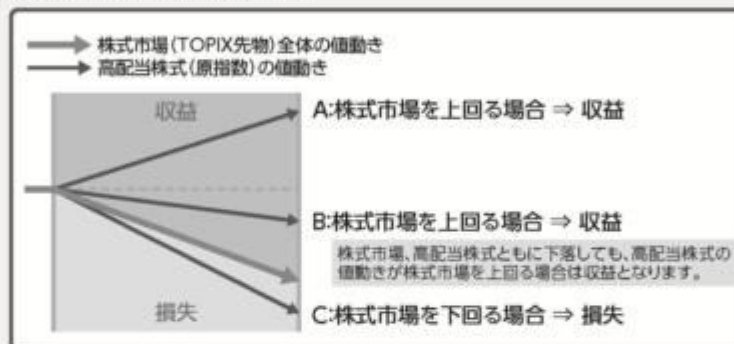 株式市場(TOPIX先物)全体の値動き
高配当株式(原指数)の値動き
収益
A:株式市場を上回る場合 ⇒ 収益
B:株式市場を上回る場合 ⇒ 収益
株式市場、高配当株式ともに下落しても、高配当株式の
値動きが株式市場を上回る場合は収益となります。
損失
C:株式市場を下回る場合 ⇒ 損失